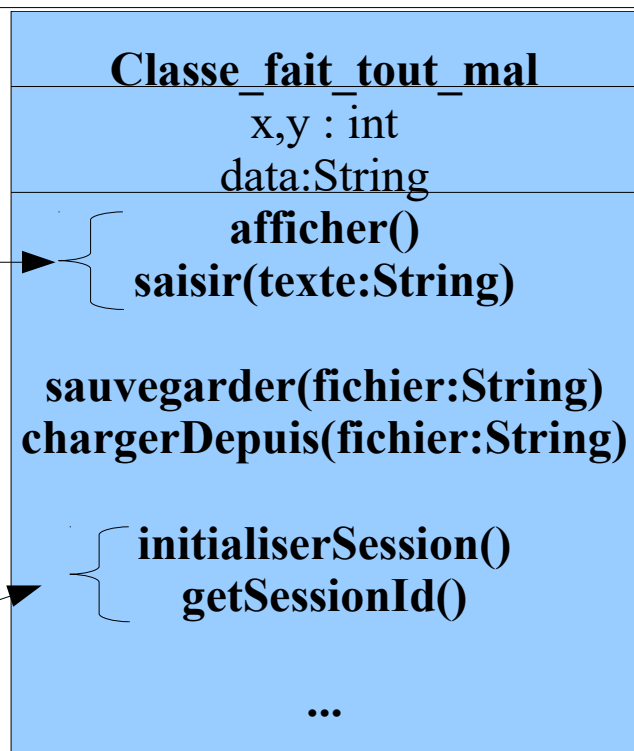 Classe_fait_tout_mal
x,y : int
data:String
afficher()
saisir(texte:String)
sauvegarder(fichier:String)
chargerDepuis(fichier:String)
initialiserSession()
getSessionId()
...